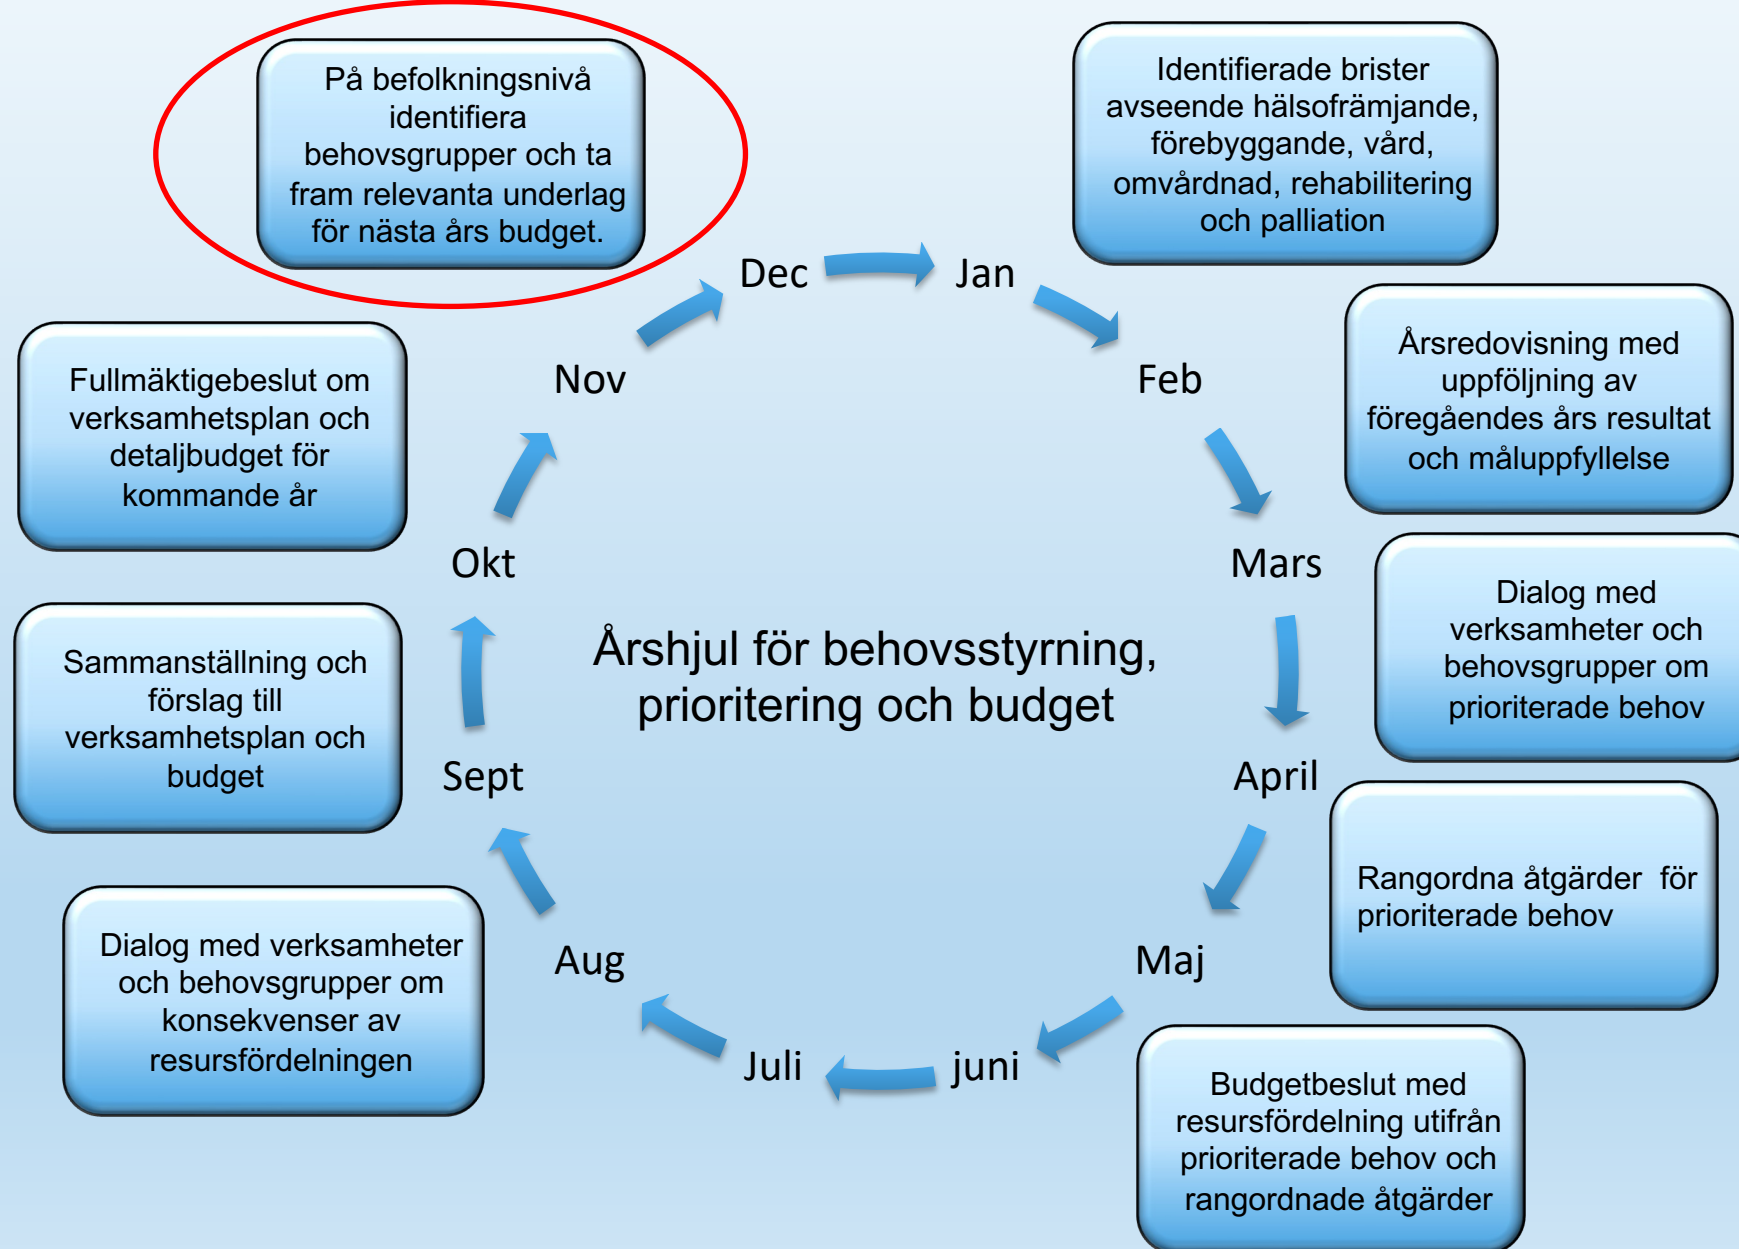 På befolkningsnivå
identifiera
behovsgrupper och ta
fram relevanta underlag
för nästa års budget.
Identifierade brister
avseende hälsofrämjande,
förebyggande, vård,
omvårdnad, rehabilitering
och palliation
Dec
Jan
Fullmäktigebeslut om
verksamhetsplan och
detaljbudget för
kommande år
Nov
Feb
Årsredovisning med
uppföljning av
föregåendes års resultat
och måluppfyllelse
Okt
Mars
Årshjul för behovsstyrning,
prioritering och budget
Dialog med
verksamheter och
behovsgrupper om
prioriterade behov
Sammanställning och
förslag till
verksamhetsplan och
budget
Sept
April
Rangordna åtgärder  för
prioriterade behov
Dialog med verksamheter
och behovsgrupper om
konsekvenser av
resursfördelningen
Aug
Maj
Juli
juni
Budgetbeslut med
resursfördelning utifrån
prioriterade behov och
rangordnade åtgärder